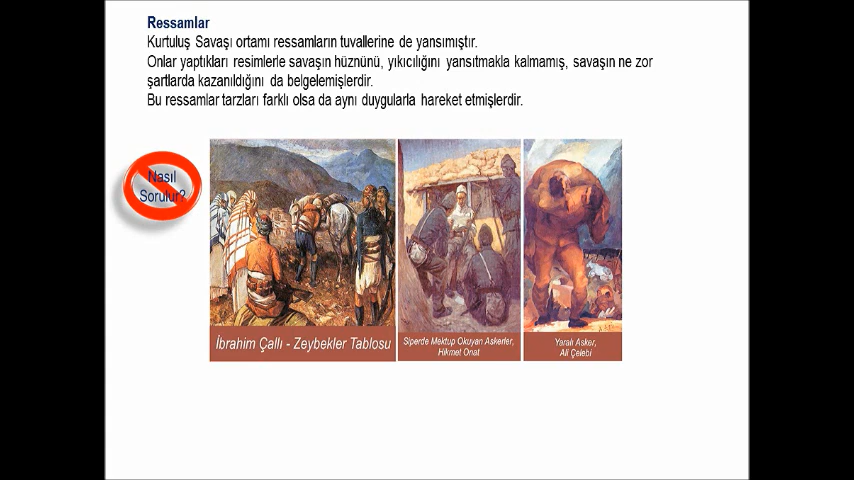 Ressamlar
Kurtuluş Savaşı ortamı ressamların tuvallerine de yansımıştır.
Onlar yaptıkları resimlerle savaşın hüznünü, yıkıcılığını yansıtmakla kalmamış, savaşın ne zor
şartlarda kazanıldığını da belgelemişlerdir.
Bu ressamlar tarzları farklı olsa da aynı duygularla hareket etmişlerdir.
Nasıl
Sorulur?
İbrahim Çallı - Zeybekler Tablosu
Siperde Mektup Okuyan Askerler,
Hikmet Onat
Yaralı Asker,
Ali Çelebi